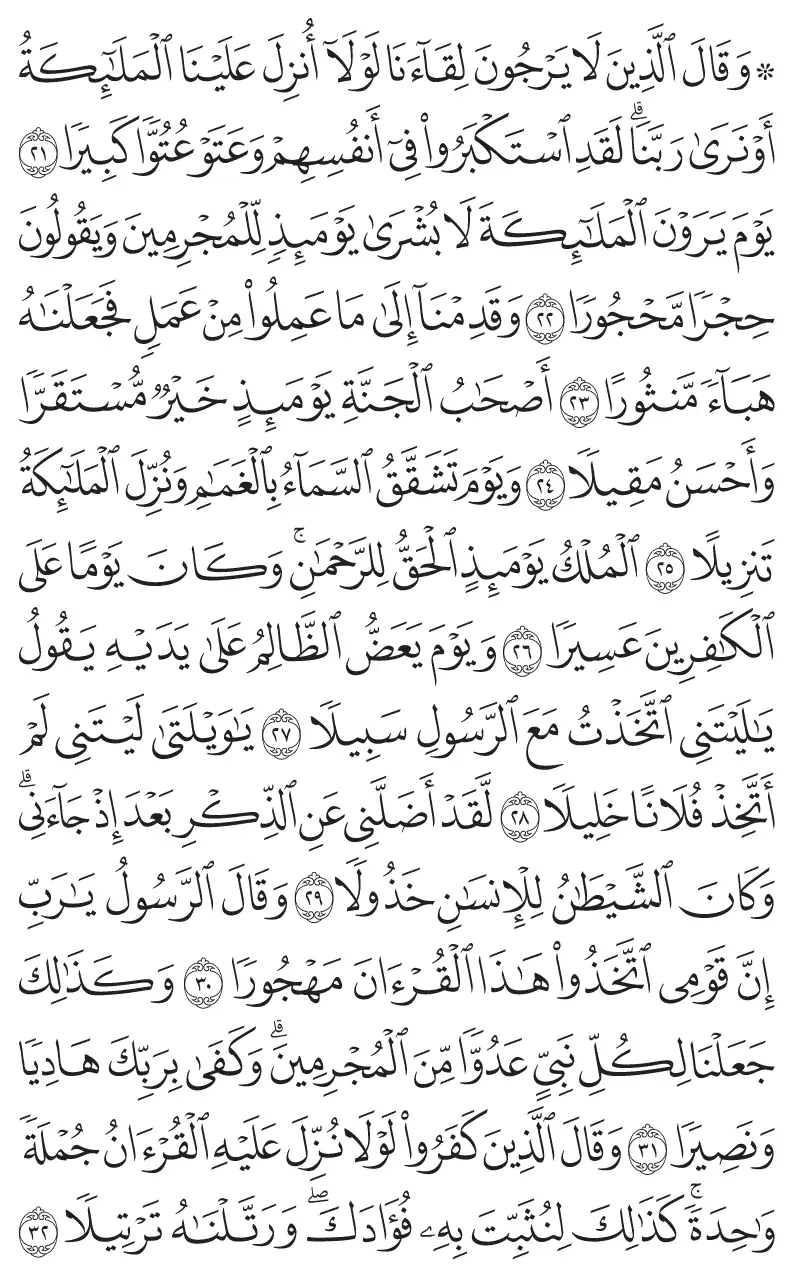 ۞ وَقَالَ ٱلَّذِينَ لَا يَرْجُونَ لِقَآءَنَا لَوْلَآ أُنزِلَ عَلَيْنَا ٱلْمَلَـٰٓئِكَةُ
أَوْ نَرَىٰ رَبَّنَا ۗ لَقَدِ ٱسْتَكْبَرُوا۟ فِىٓ أَنفُسِهِمْ وَعَتَوْ عُتُوًّا كَبِيرًا ٢١
يَوْمَ يَرَوْنَ ٱلْمَلَـٰٓئِكَةَ لَا بُشْرَىٰ يَوْمَئِذٍ لِّلْمُجْرِمِينَ وَيَقُولُونَ
حِجْرًا مَّحْجُورًا ٢٢ وَقَدِمْنَآ إِلَىٰ مَا عَمِلُوا۟ مِنْ عَمَلٍ فَجَعَلْنَـٰهُ
هَبَآءً مَّنثُورًا ٢٣ أَصْحَـٰبُ ٱلْجَنَّةِ يَوْمَئِذٍ خَيْرٌ مُّسْتَقَرًّا
وَأَحْسَنُ مَقِيلًا ٢٤ وَيَوْمَ تَشَقَّقُ ٱلسَّمَآءُ بِٱلْغَمَـٰمِ وَنُزِّلَ ٱلْمَلَـٰٓئِكَةُ
تَنزِيلًا ٢٥ ٱلْمُلْكُ يَوْمَئِذٍ ٱلْحَقُّ لِلرَّحْمَـٰنِ ۚ وَكَانَ يَوْمًا عَلَى
ٱلْكَـٰفِرِينَ عَسِيرًا ٢٦ وَيَوْمَ يَعَضُّ ٱلظَّالِمُ عَلَىٰ يَدَيْهِ يَقُولُ
يَـٰلَيْتَنِى ٱتَّخَذْتُ مَعَ ٱلرَّسُولِ سَبِيلًا ٢٧ يَـٰوَيْلَتَىٰ لَيْتَنِى لَمْ
أَتَّخِذْ فُلَانًا خَلِيلًا ٢٨ لَّقَدْ أَضَلَّنِى عَنِ ٱلذِّكْرِ بَعْدَ إِذْ جَآءَنِى ۗ
وَكَانَ ٱلشَّيْطَـٰنُ لِلْإِنسَـٰنِ خَذُولًا ٢٩ وَقَالَ ٱلرَّسُولُ يَـٰرَبِّ
إِنَّ قَوْمِى ٱتَّخَذُوا۟ هَـٰذَا ٱلْقُرْءَانَ مَهْجُورًا ٣٠ وَكَذَٰلِكَ
جَعَلْنَا لِكُلِّ نَبِىٍّ عَدُوًّا مِّنَ ٱلْمُجْرِمِينَ ۗ وَكَفَىٰ بِرَبِّكَ هَادِيًا
وَنَصِيرًا ٣١ وَقَالَ ٱلَّذِينَ كَفَرُوا۟ لَوْلَا نُزِّلَ عَلَيْهِ ٱلْقُرْءَانُ جُمْلَةً
وَٰحِدَةً ۚ كَذَٰلِكَ لِنُثَبِّتَ بِهِۦ فُؤَادَكَ ۖ وَرَتَّلْنَـٰهُ تَرْتِيلًا ٣٢